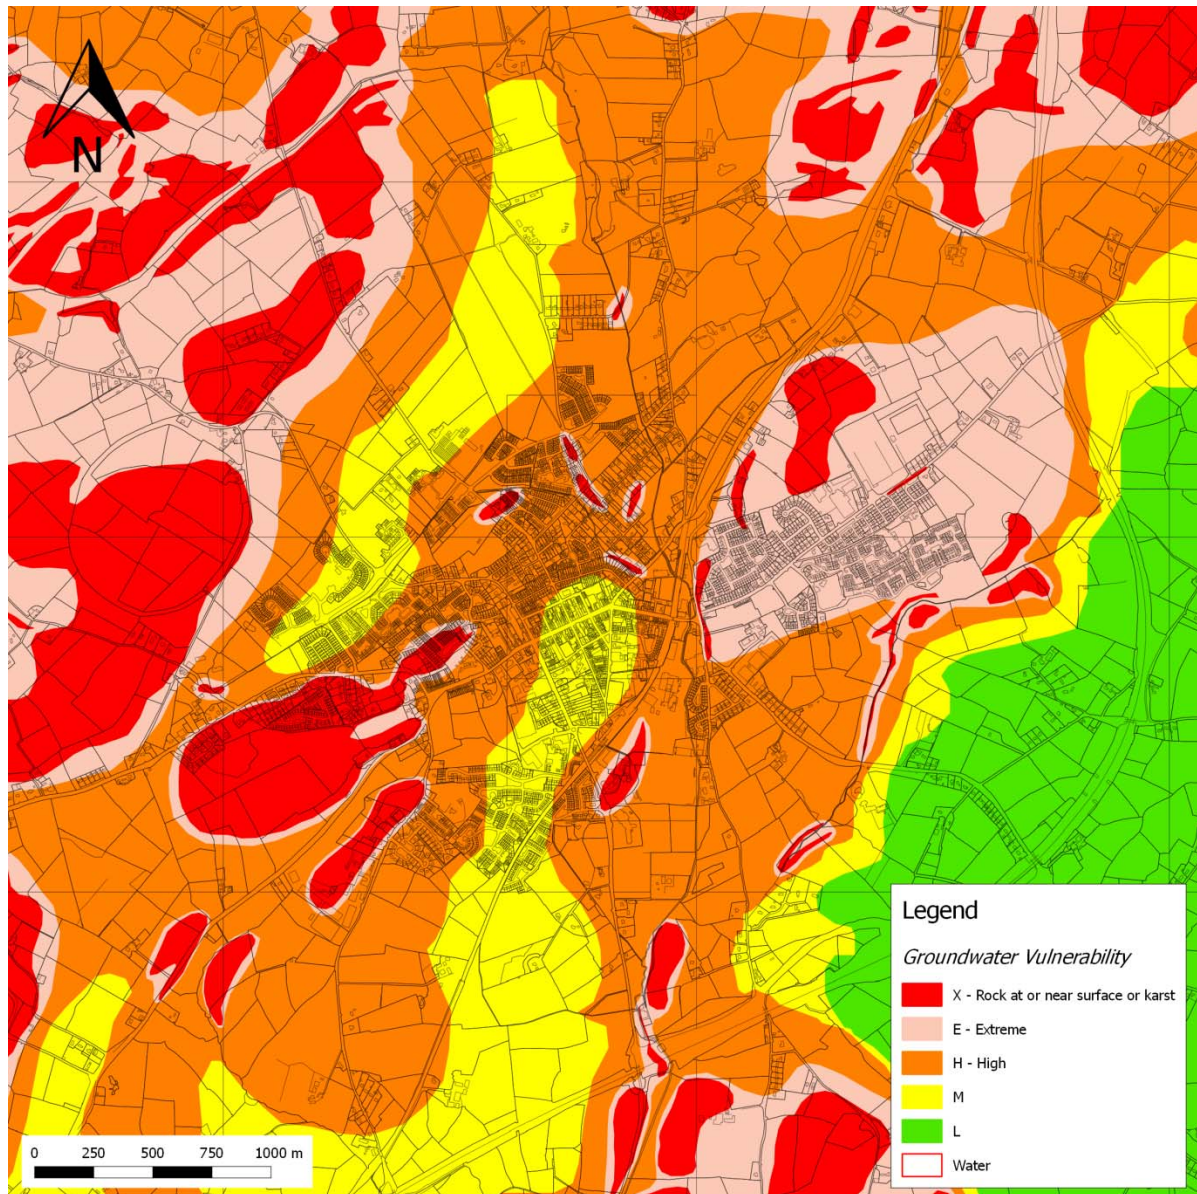 N
Legend
Groundwater Vulnerability
X - Rock at or near surface or karst
E - Extreme
H - High
M
L
Water
0 250 500 750 1000 m